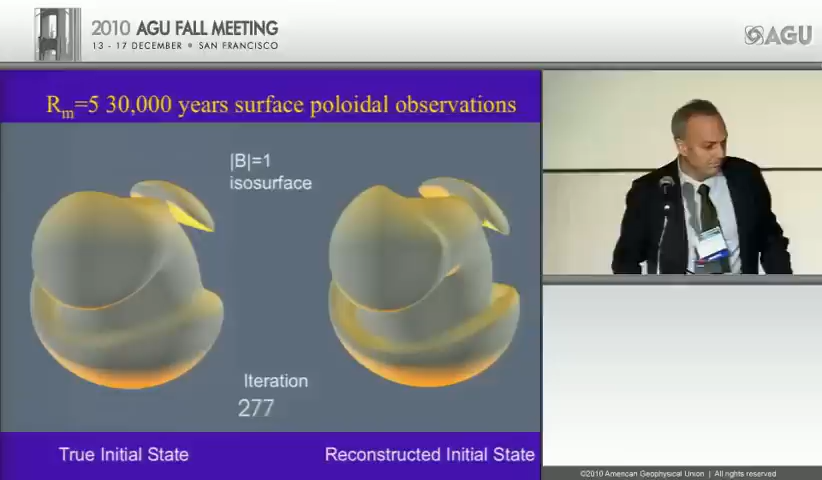 2010 AGU FALL MEETING
13 - 17 DECEMBER • SAN FRANCISCO
AGU
Rm=5 30,000 years surface poloidal observations
|B|=1
isosurface
Iteration
277
True Initial State
Reconstructed Initial State
©2010 American Geophysical Union | All rights reserved